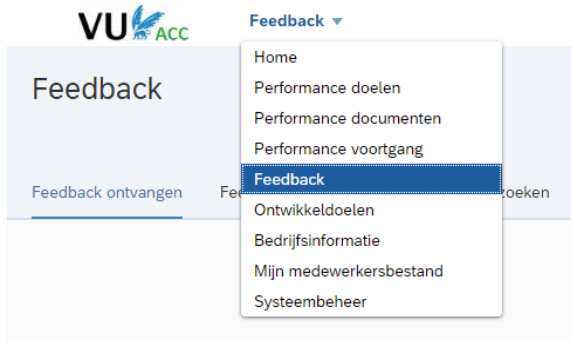 VU ACC
Feedback
Home
Feedback
Performance doelen
Performance documenten
Performance voortgang
Feedback
Feedback ontvangen
Ontwikkeldoelen
Bedrijfsinformatie
Mijn medewerkersbestand
Systeembeheer